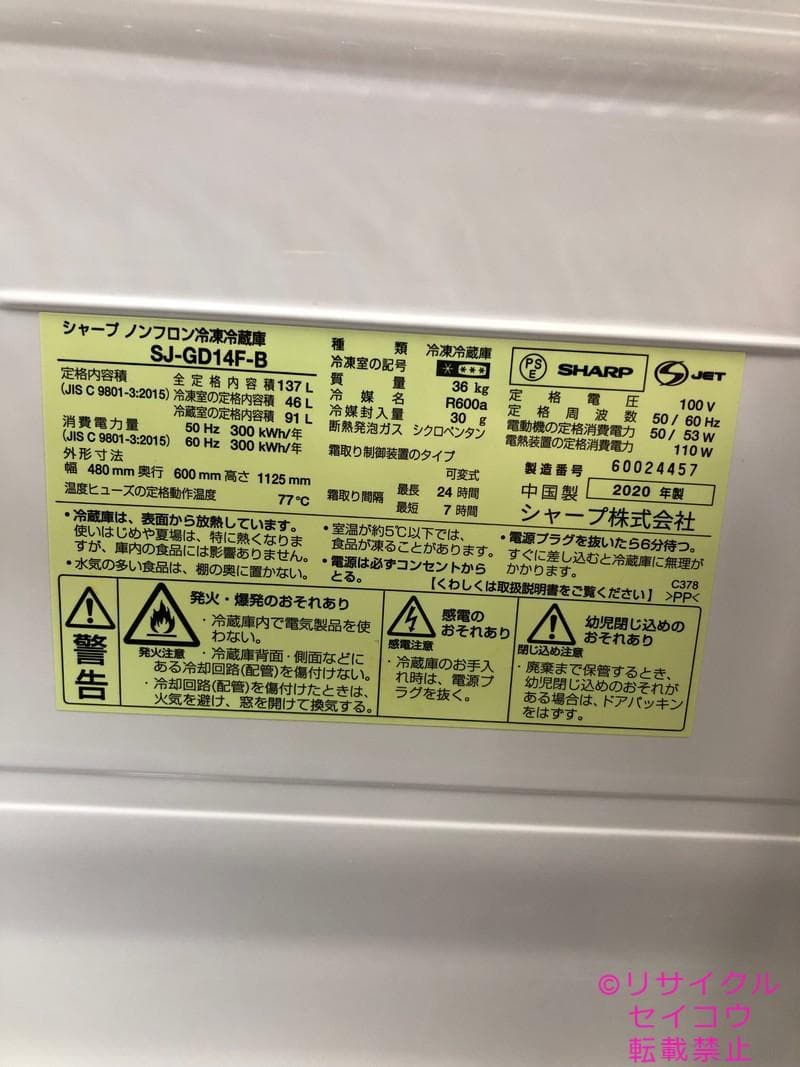 シャープ ノンフロン冷凍冷蔵庫
SJ-GD14F-B
定格内容積
(JIS C 9801-3:2015)
全定格内容積 137 L
冷凍室の定格内容積 46 L
冷蔵室の定格内容積 91 L
消費電力量
(JIS C 9801-3:2015)
50 Hz 300 kWh/年
60 Hz 300 kWh/年
外形寸法
幅 480 mm 奥行 600 mm 高さ 1125 mm
温度ヒューズの定格動作温度 77℃
種類 冷凍冷蔵庫
冷凍室の記号 * ***
質量 36 kg
冷媒名 R600a
冷媒封入量 30 g
断熱発泡ガス シクロペンタン
霜取り制御装置のタイプ
可変式
霜取り間隔 最長 24 時間
最短 7 時間
PS
E
SHARP
S JET
定格電圧 100 V
定格周波数 50 / 60 Hz
電動機の定格消費電力 50 / 53 W
電熱装置の定格消費電力 110 W
製造番号 60024457
中国製 2020 年製
シャープ株式会社
・冷蔵庫は、表面から放熱しています。
使いはじめや夏場は、特に熱くなりま
すが、庫内の食品には影響ありません。
・水気の多い食品は、棚の奥に置かない。
・室温が約5℃以下では、
食品が凍ることがあります。
・電源は必ずコンセントから
とる。
・電源プラグを抜いたら6分待つ。
すぐに差し込むと冷蔵庫に無理が
かかります。
【くわしくは取扱説明書をご覧ください】
C378
>PP<
警告
発火注意
発火・爆発のおそれあり
・冷蔵庫内で電気製品を使
わない。
・冷蔵庫背面・側面などに
ある冷却回路(配管)を傷付けない。
・冷却回路(配管)を傷付けたときは、
火気を避け、窓を開けて換気する。
感電注意
感電の
おそれあり
・冷蔵庫のお手入
れ時は、電源プ
ラグを抜く。
閉じ込め注意
幼児閉じ込めの
おそれあり
・廃棄まで保管するとき、
幼児閉じ込めのおそれが
ある場合は、ドアパッキン
をはずす。
©リサイクル
セイコウ
転載禁止